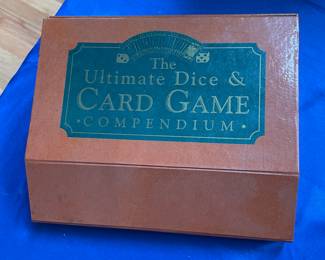 The
Ultimate Dice &
CARD GAME
• COMPENDIUM •